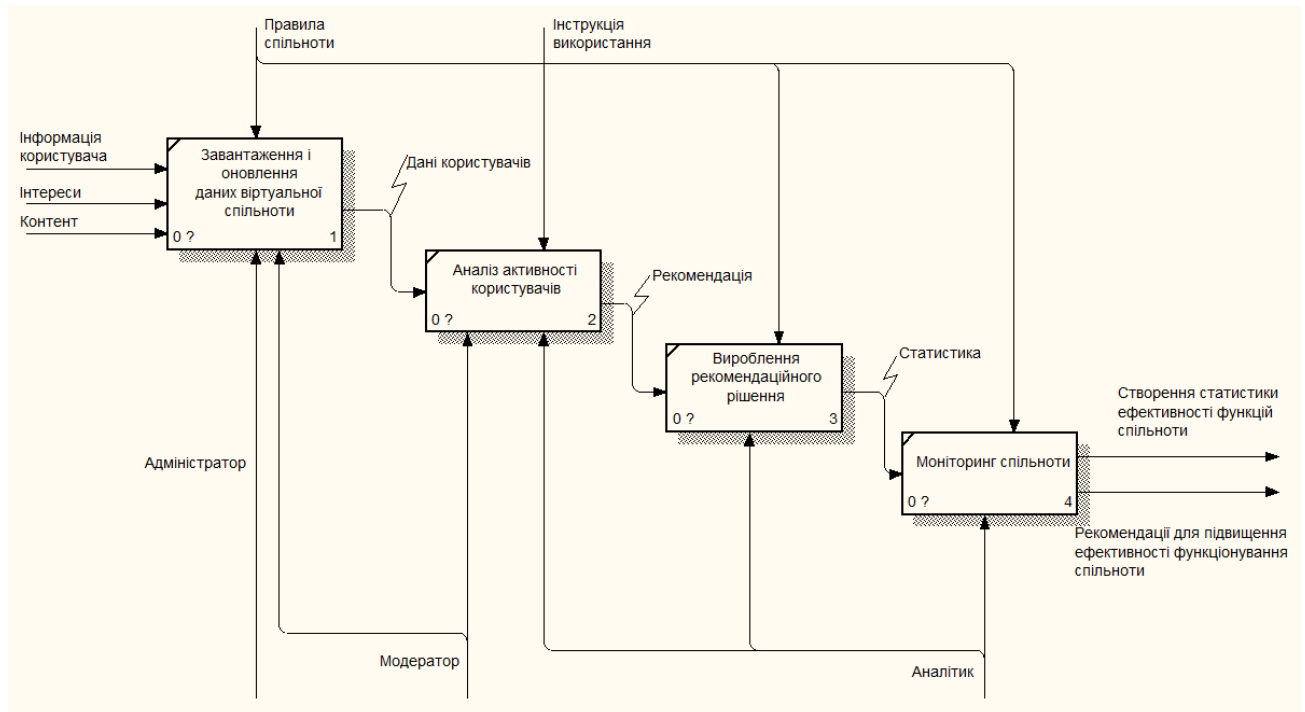 Правила
спільноти
Інструкція
використання
Інформація
користувача
Інтереси
Контент
Завантаження і
оновлення
даних віртуальної
спільноти
0 ?
1
Дані користувачів
Аналіз активності
користувачів
0 ?
2
Рекомендація
Вироблення
рекомендаційного
рішення
0 ?
3
Статистика
Моніторинг спільноти
0 ?
4
Створення статистики
ефективності функцій
спільноти
Рекомендації для підвищення
ефективності функціонування
спільноти
Адміністратор
Модератор
Аналітик